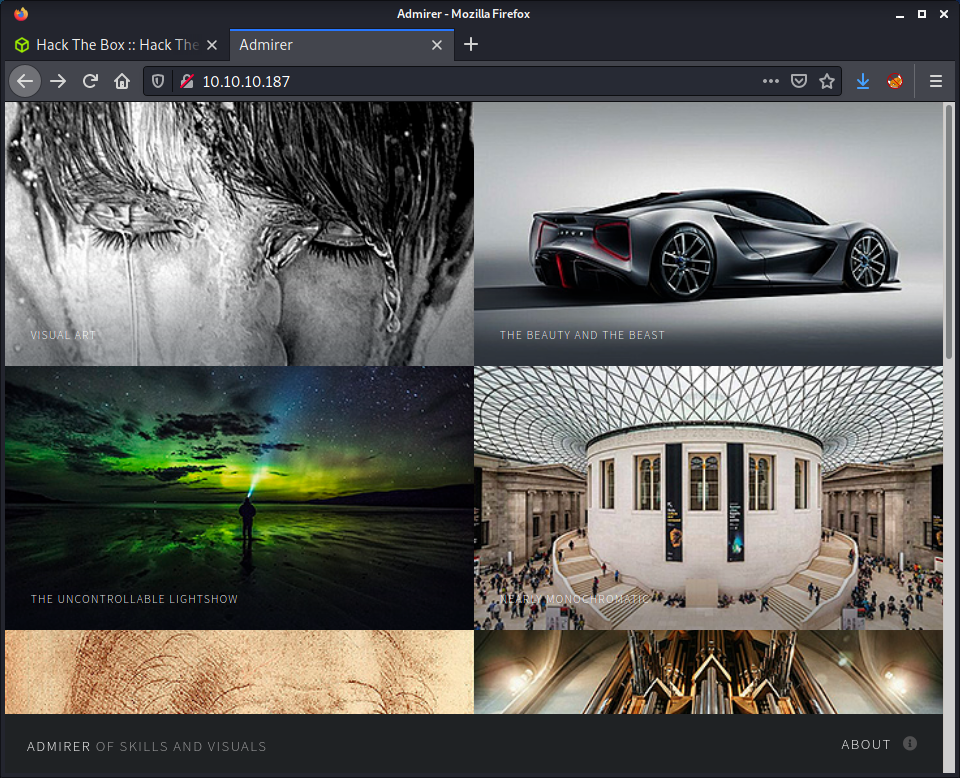 Admirer - Mozilla Firefox
Hack The Box :: Hack The
Admirer
10.10.10.187
VISUAL ART
THE BEAUTY AND THE BEAST
THE UNCONTROLLABLE LIGHTSHOW
NEARLY MONOCHROMATIC
ADMIRER OF SKILLS AND VISUALS
ABOUT